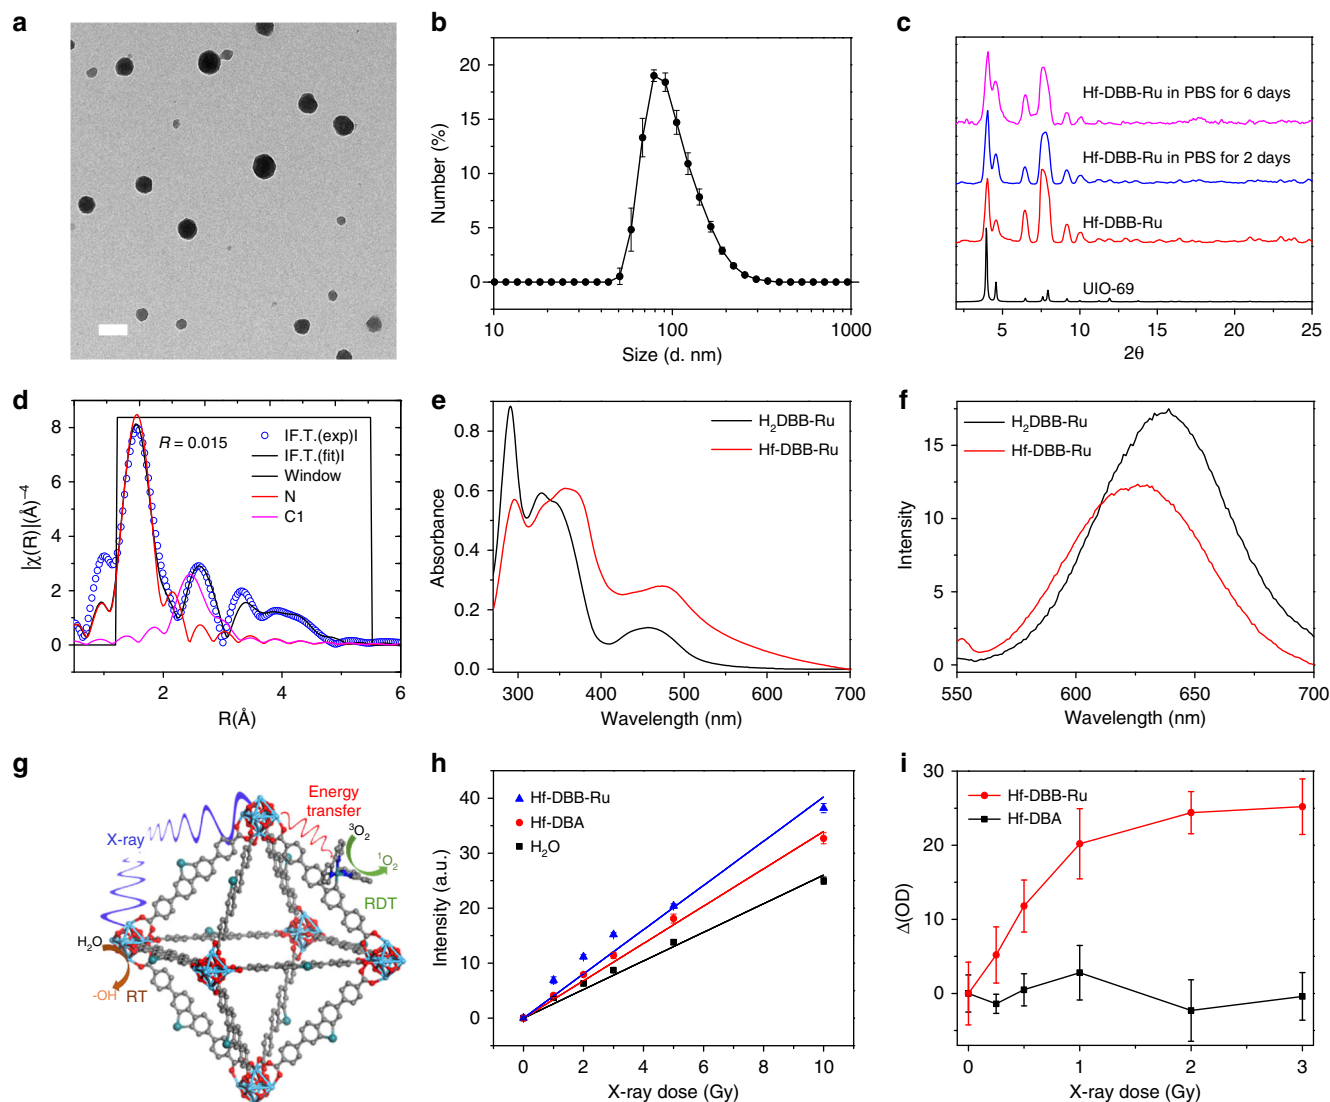 a
b
Number (%)
20
15
10
5
0
10
100
1000
Size (d. nm)
c
Hf-DBB-Ru in PBS for 6 days
Hf-DBB-Ru in PBS for 2 days
Hf-DBB-Ru
UIO-69
5
10
15
20
25
2θ
d
|χ(R)|(Å)⁻⁴
8
6
4
2
0
R = 0.015
IF.T.(exp)I
IF.T.(fit)I
Window
N
C1
2
4
6
R(Å)
e
Absorbance
0.8
0.6
0.4
0.2
0.0
H₂DBB-Ru
Hf-DBB-Ru
300
400
500
600
700
Wavelength (nm)
f
Intensity
15
10
5
0
H₂DBB-Ru
Hf-DBB-Ru
550
600
650
700
Wavelength (nm)
g
Energy
transfer
X-ray
³O₂
¹O₂
RDT
H₂O
-OH
RT
h
Intensity (a.u.)
40
30
20
10
0
Hf-DBB-Ru
Hf-DBA
H₂O
0
2
4
6
8
10
X-ray dose (Gy)
i
Δ(OD)
30
20
10
0
Hf-DBB-Ru
Hf-DBA
0
1
2
3
X-ray dose (Gy)